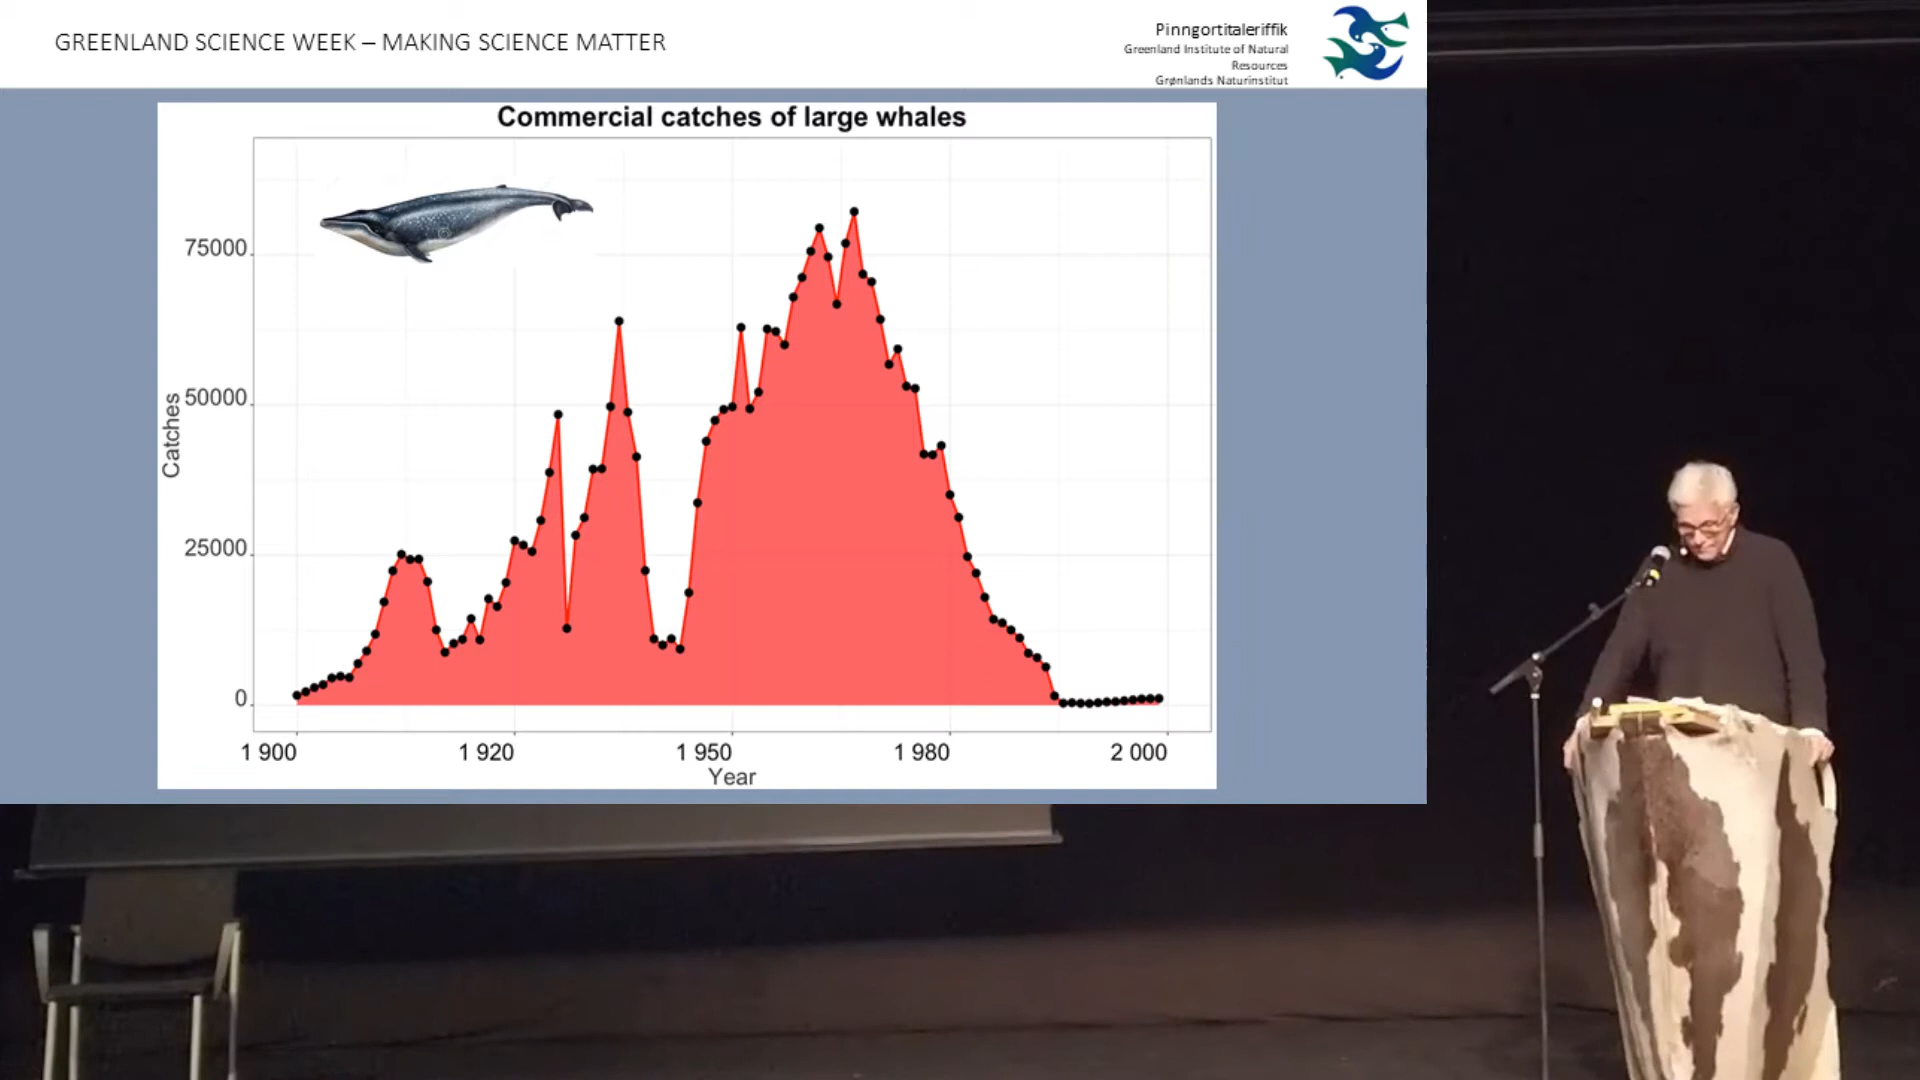 GREENLAND SCIENCE WEEK – MAKING SCIENCE MATTER
Pinngortitaleriffik
Greenland Institute of Natural
Resources
Grønlands Naturinstitut
Commercial catches of large whales
75000
50000
25000
0
Catches
1 900
1 920
1 950
1 980
2 000
Year